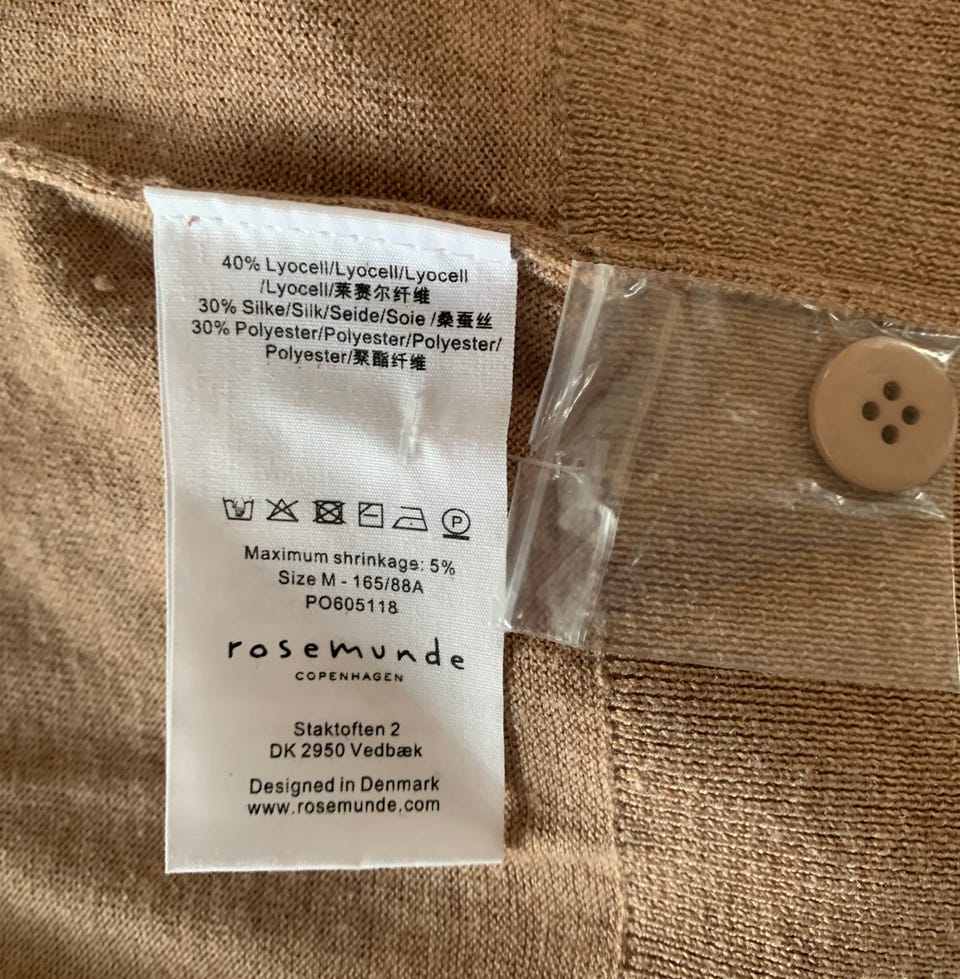 40% Lyocell/Lyocell/Lyocell
/Lyocell/莱赛尔纤维
30% Silke/Silk/Seide/Soie /桑蚕丝
30% Polyester/Polyester/Polyester/
Polyester/聚酯纤维
P
Maximum shrinkage: 5%
Size M - 165/88A
PO605118
rosemunde
COPENHAGEN
Staktoften 2
DK 2950 Vedbæk
Designed in Denmark
www.rosemunde.com